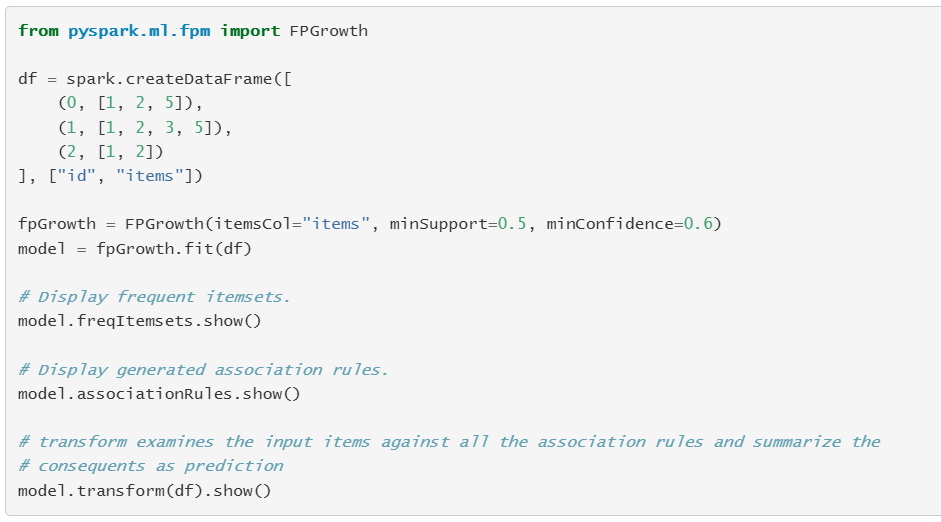 from pyspark.ml.fpm import FPGrowth
df = spark.createDataFrame([
    (0, [1, 2, 5]),
    (1, [1, 2, 3, 5]),
    (2, [1, 2])
], ["id", "items"])
fpGrowth = FPGrowth(itemsCol="items", minSupport=0.5, minConfidence=0.6)
model = fpGrowth.fit(df)
# Display frequent itemsets.
model.freqItemsets.show()
# Display generated association rules.
model.associationRules.show()
# transform examines the input items against all the association rules and summarize the
# consequents as prediction
model.transform(df).show()